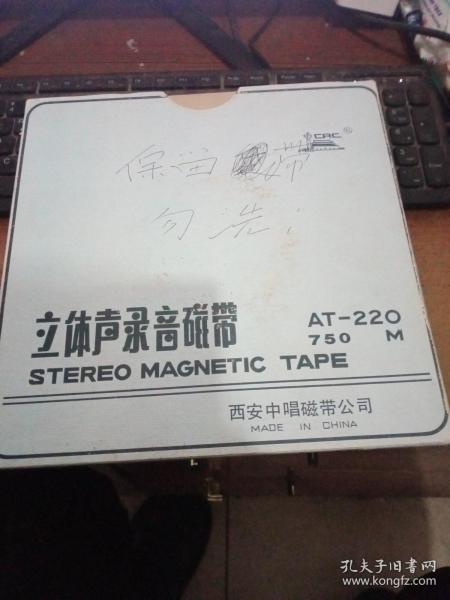 CRC ®
保留 带
勿洗!
立体声录音磁带
AT-220
750 M
STEREO MAGNETIC TAPE
西安中唱磁带公司
MADE IN CHINA
孔夫子旧书网
www.kongfz.com